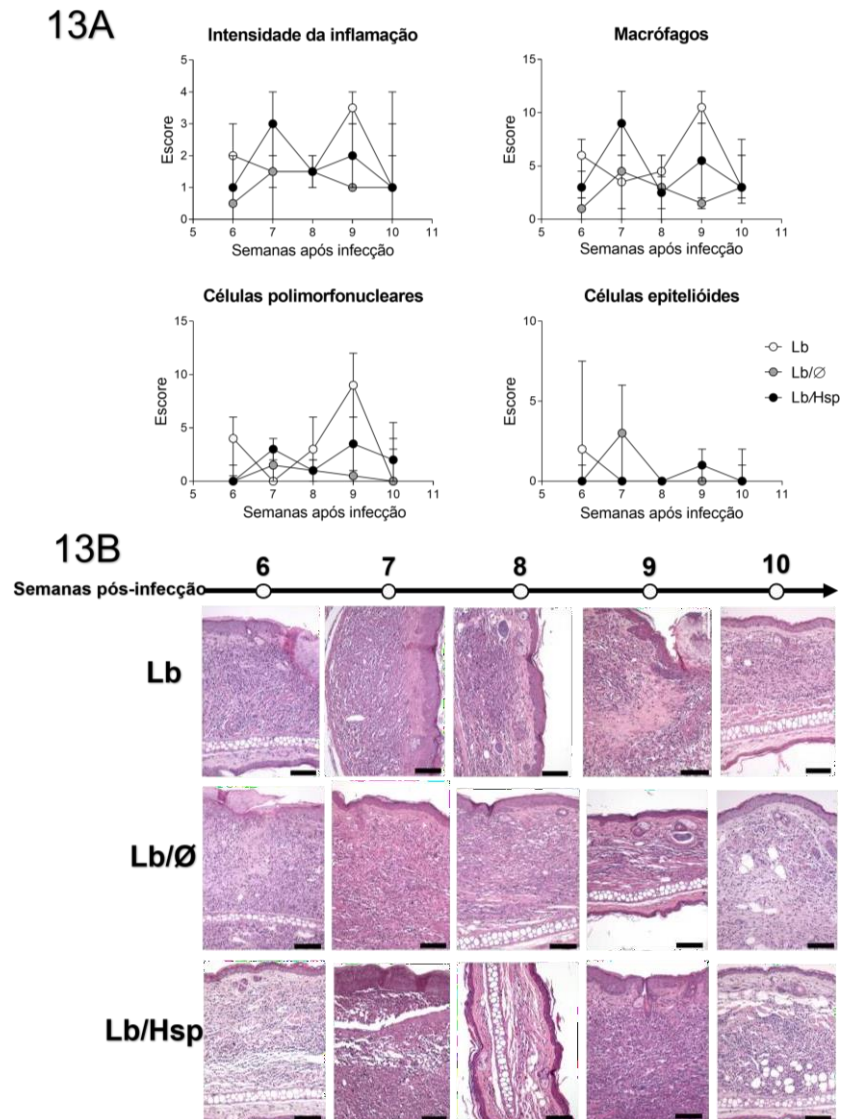 13A
Intensidade da inflamação
Macrófagos
5
4
3
2
1
0
Escore
5 6 7 8 9 10 11
Semanas após infecção
15
10
5
0
Escore
5 6 7 8 9 10 11
Semanas após infecção
Células polimorfonucleares
Células epitelióides
15
10
5
0
Escore
5 6 7 8 9 10 11
Semanas após infecção
10
5
0
Escore
5 6 7 8 9 10 11
Semanas após infecção
Lb
Lb/∅
Lb/Hsp
13B
Semanas pós-infecção 6 7 8 9 10
Lb
Lb/Ø
Lb/Hsp